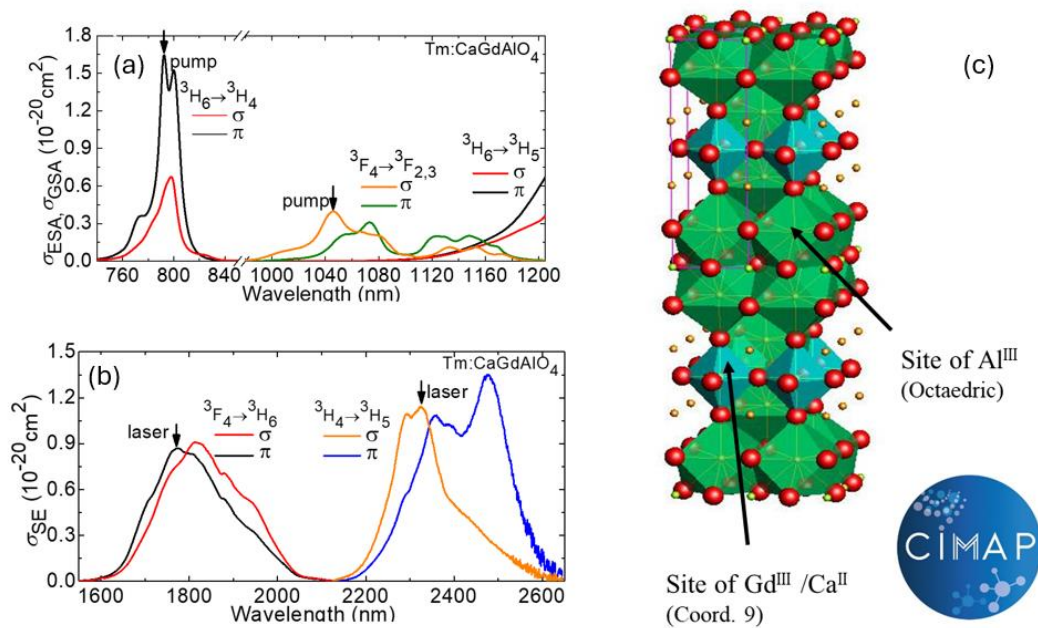 (a)
Tm:CaGdAlO₄
1.8
1.5
1.2
0.9
0.6
0.3
0.0
σESA, σGSA (10⁻²⁰cm²)
pump
³H₆→³H₄
σ
π
³F₄→³F₂,₃
σ
π
pump
³H₆→³H₅
σ
π
760 800 840 1000 1040 1080 1120 1160 1200
Wavelength (nm)
(b)
Tm:CaGdAlO₄
1.5
1.2
0.9
0.6
0.3
0.0
σSE (10⁻²⁰cm²)
laser
³F₄→³H₆
σ
π
³H₄→³H₅
σ
π
laser
1600 1800 2000 2200 2400 2600
Wavelength (nm)
(c)
Site of Alᴵᴵᴵ
(Octaedric)
Site of Gdᴵᴵᴵ /Caᴵᴵ
(Coord. 9)
CIMAP